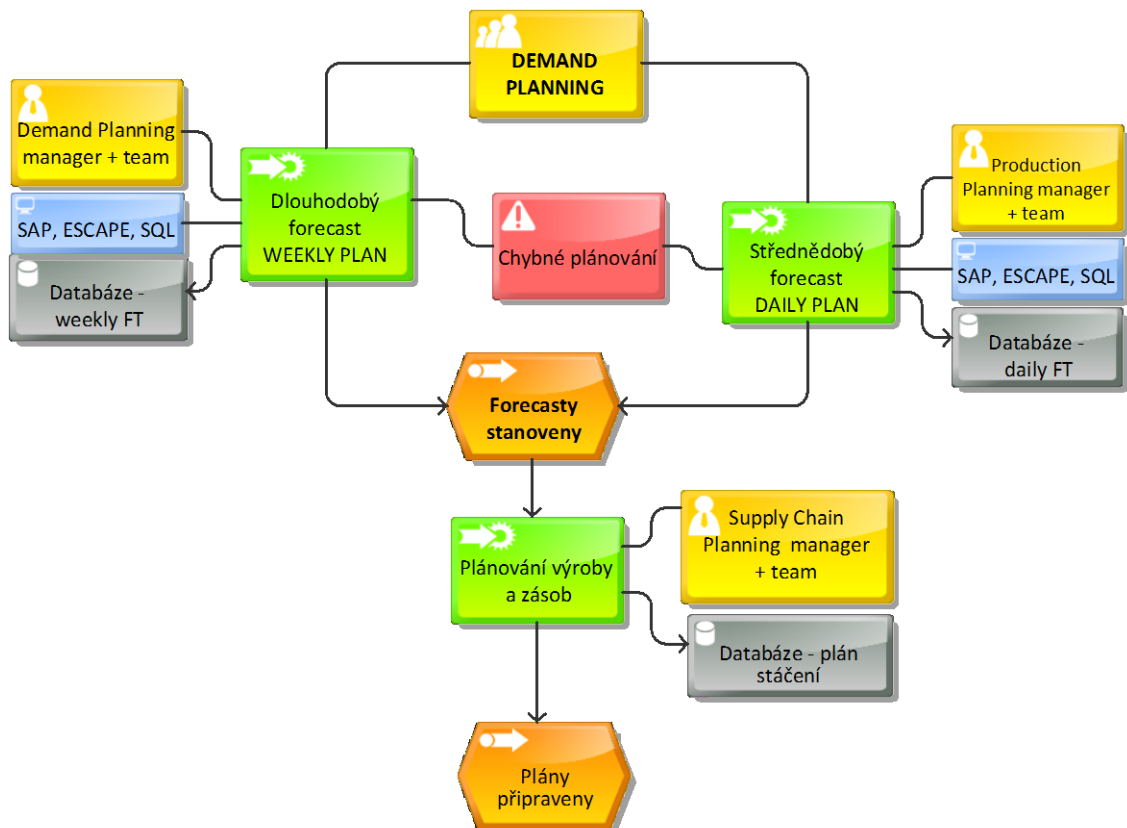 DEMAND
PLANNING
Demand Planning
manager + team
SAP, ESCAPE, SQL
Databáze -
weekly FT
Dlouhodobý
forecast
WEEKLY PLAN
Chybné plánování
Střednědobý
forecast
DAILY PLAN
Production
Planning manager
+ team
SAP, ESCAPE, SQL
Databáze -
daily FT
Forecasty
stanoveny
Plánování výroby
a zásob
Supply Chain
Planning manager
+ team
Databáze - plán
stáčení
Plány
připraveny